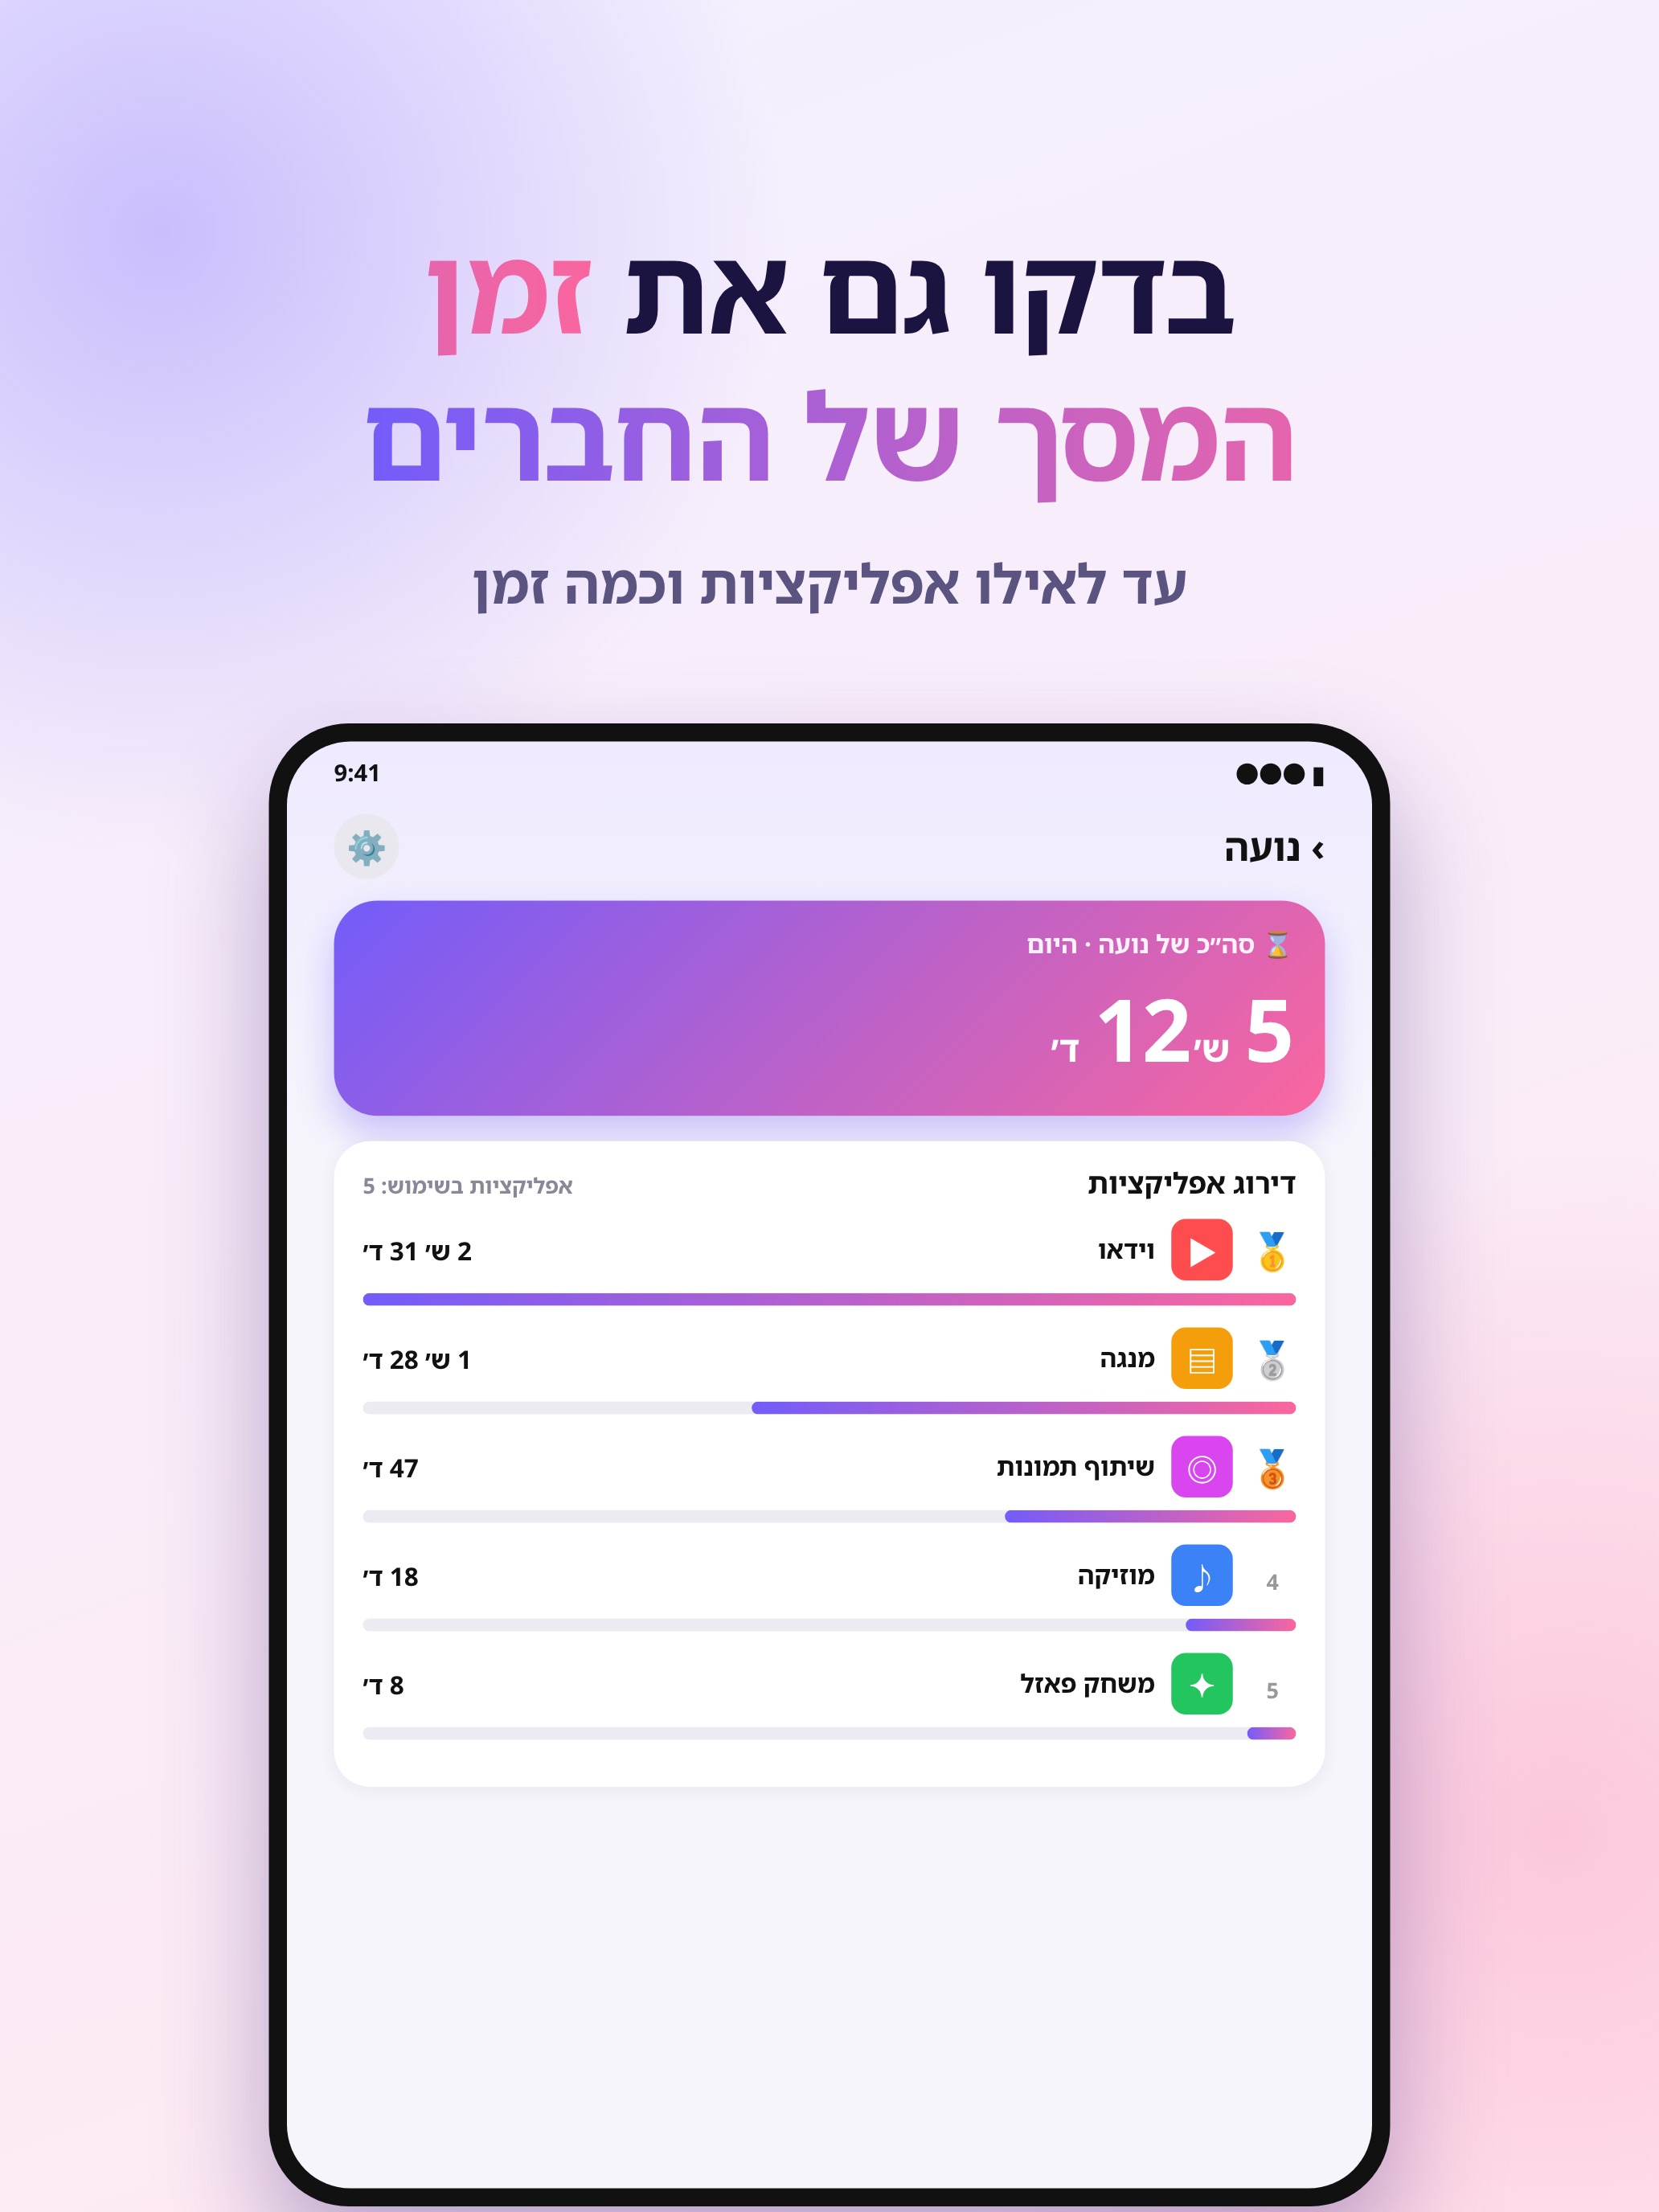 בדקו גם את זמן
המסך של החברים
עד לאילו אפליקציות וכמה זמן
9:41
‹ נועה
⌛ סה״כ של נועה · היום
5 ש׳ 12 ד׳
דירוג אפליקציות
אפליקציות בשימוש: 5
🥇 וידאו
2 ש׳ 31 ד׳
🥈 מנגה
1 ש׳ 28 ד׳
🥉 שיתוף תמונות
47 ד׳
4 מוזיקה
18 ד׳
5 משחק פאזל
8 ד׳